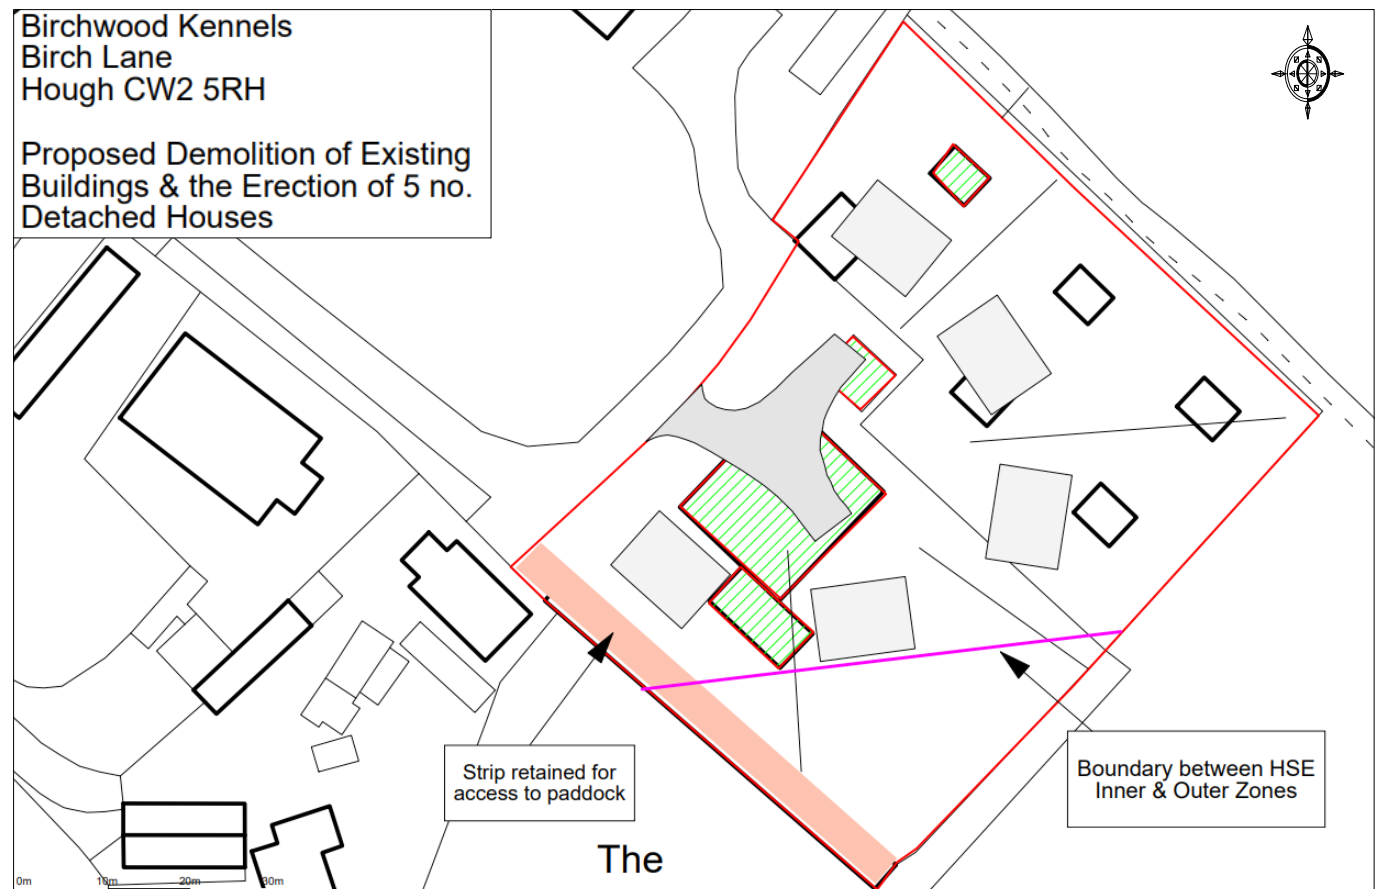 Birchwood Kennels
Birch Lane
Hough CW2 5RH
Proposed Demolition of Existing
Buildings & the Erection of 5 no.
Detached Houses
Strip retained for
access to paddock
Boundary between HSE
Inner & Outer Zones
The
0m 10m 20m 30m